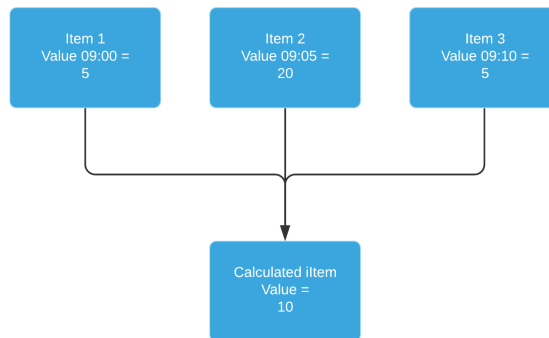 Item 1
Value 09:00 =
5
Item 2
Value 09:05 =
20
Item 3
Value 09:10 =
5
Calculated iItem
Value =
10